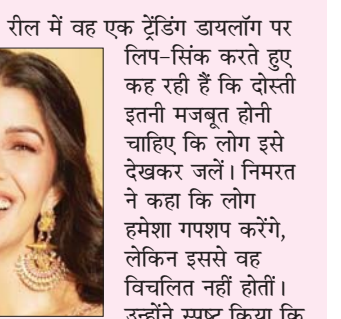 रील में वह एक ट्रेंडिंग डायलॉग पर
लिप-सिंक करते हुए
कह रही हैं कि दोस्ती
इतनी मजबूत होनी
चाहिए कि लोग इसे
देखकर जलें। निमरत
ने कहा कि लोग
हमेशा गपशप करेंगे,
लेकिन इससे वह
विचलित नहीं होतीं।
उन्होंने स्पष्ट किया कि